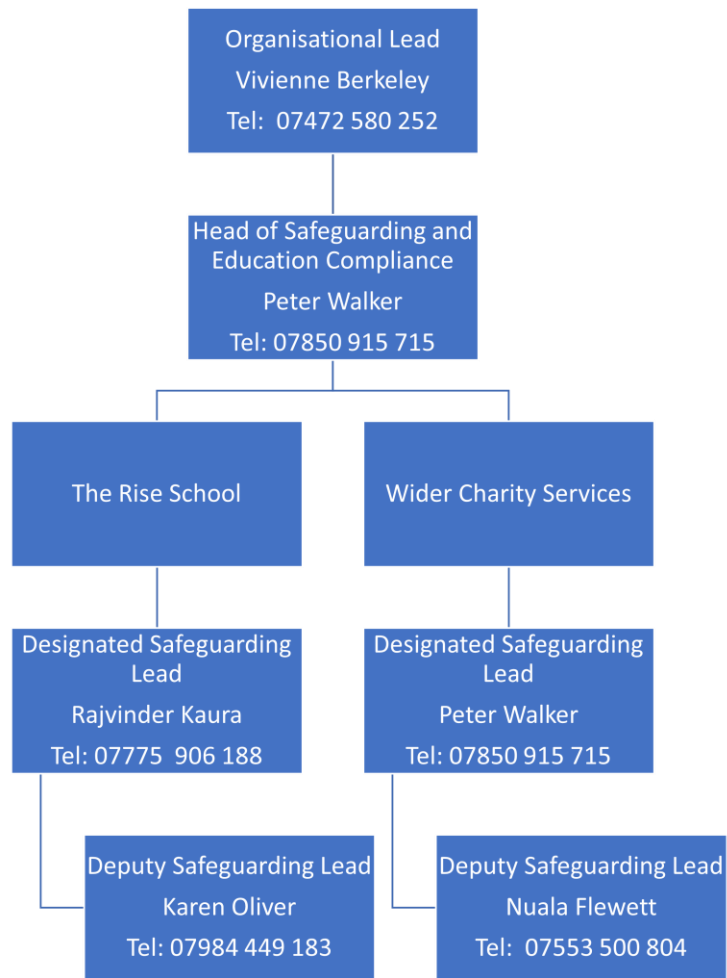 Organisational Lead
Vivienne Berkeley
Tel:  07472 580 252
Head of Safeguarding and
Education Compliance
Peter Walker
Tel: 07850 915 715
The Rise School
Wider Charity Services
Designated Safeguarding
Lead
Rajvinder Kaura
Tel: 07775  906 188
Designated Safeguarding
Lead
Peter Walker
Tel: 07850 915 715
Deputy Safeguarding Lead
Karen Oliver
Tel: 07984 449 183
Deputy Safeguarding Lead
Nuala Flewett
Tel:  07553 500 804